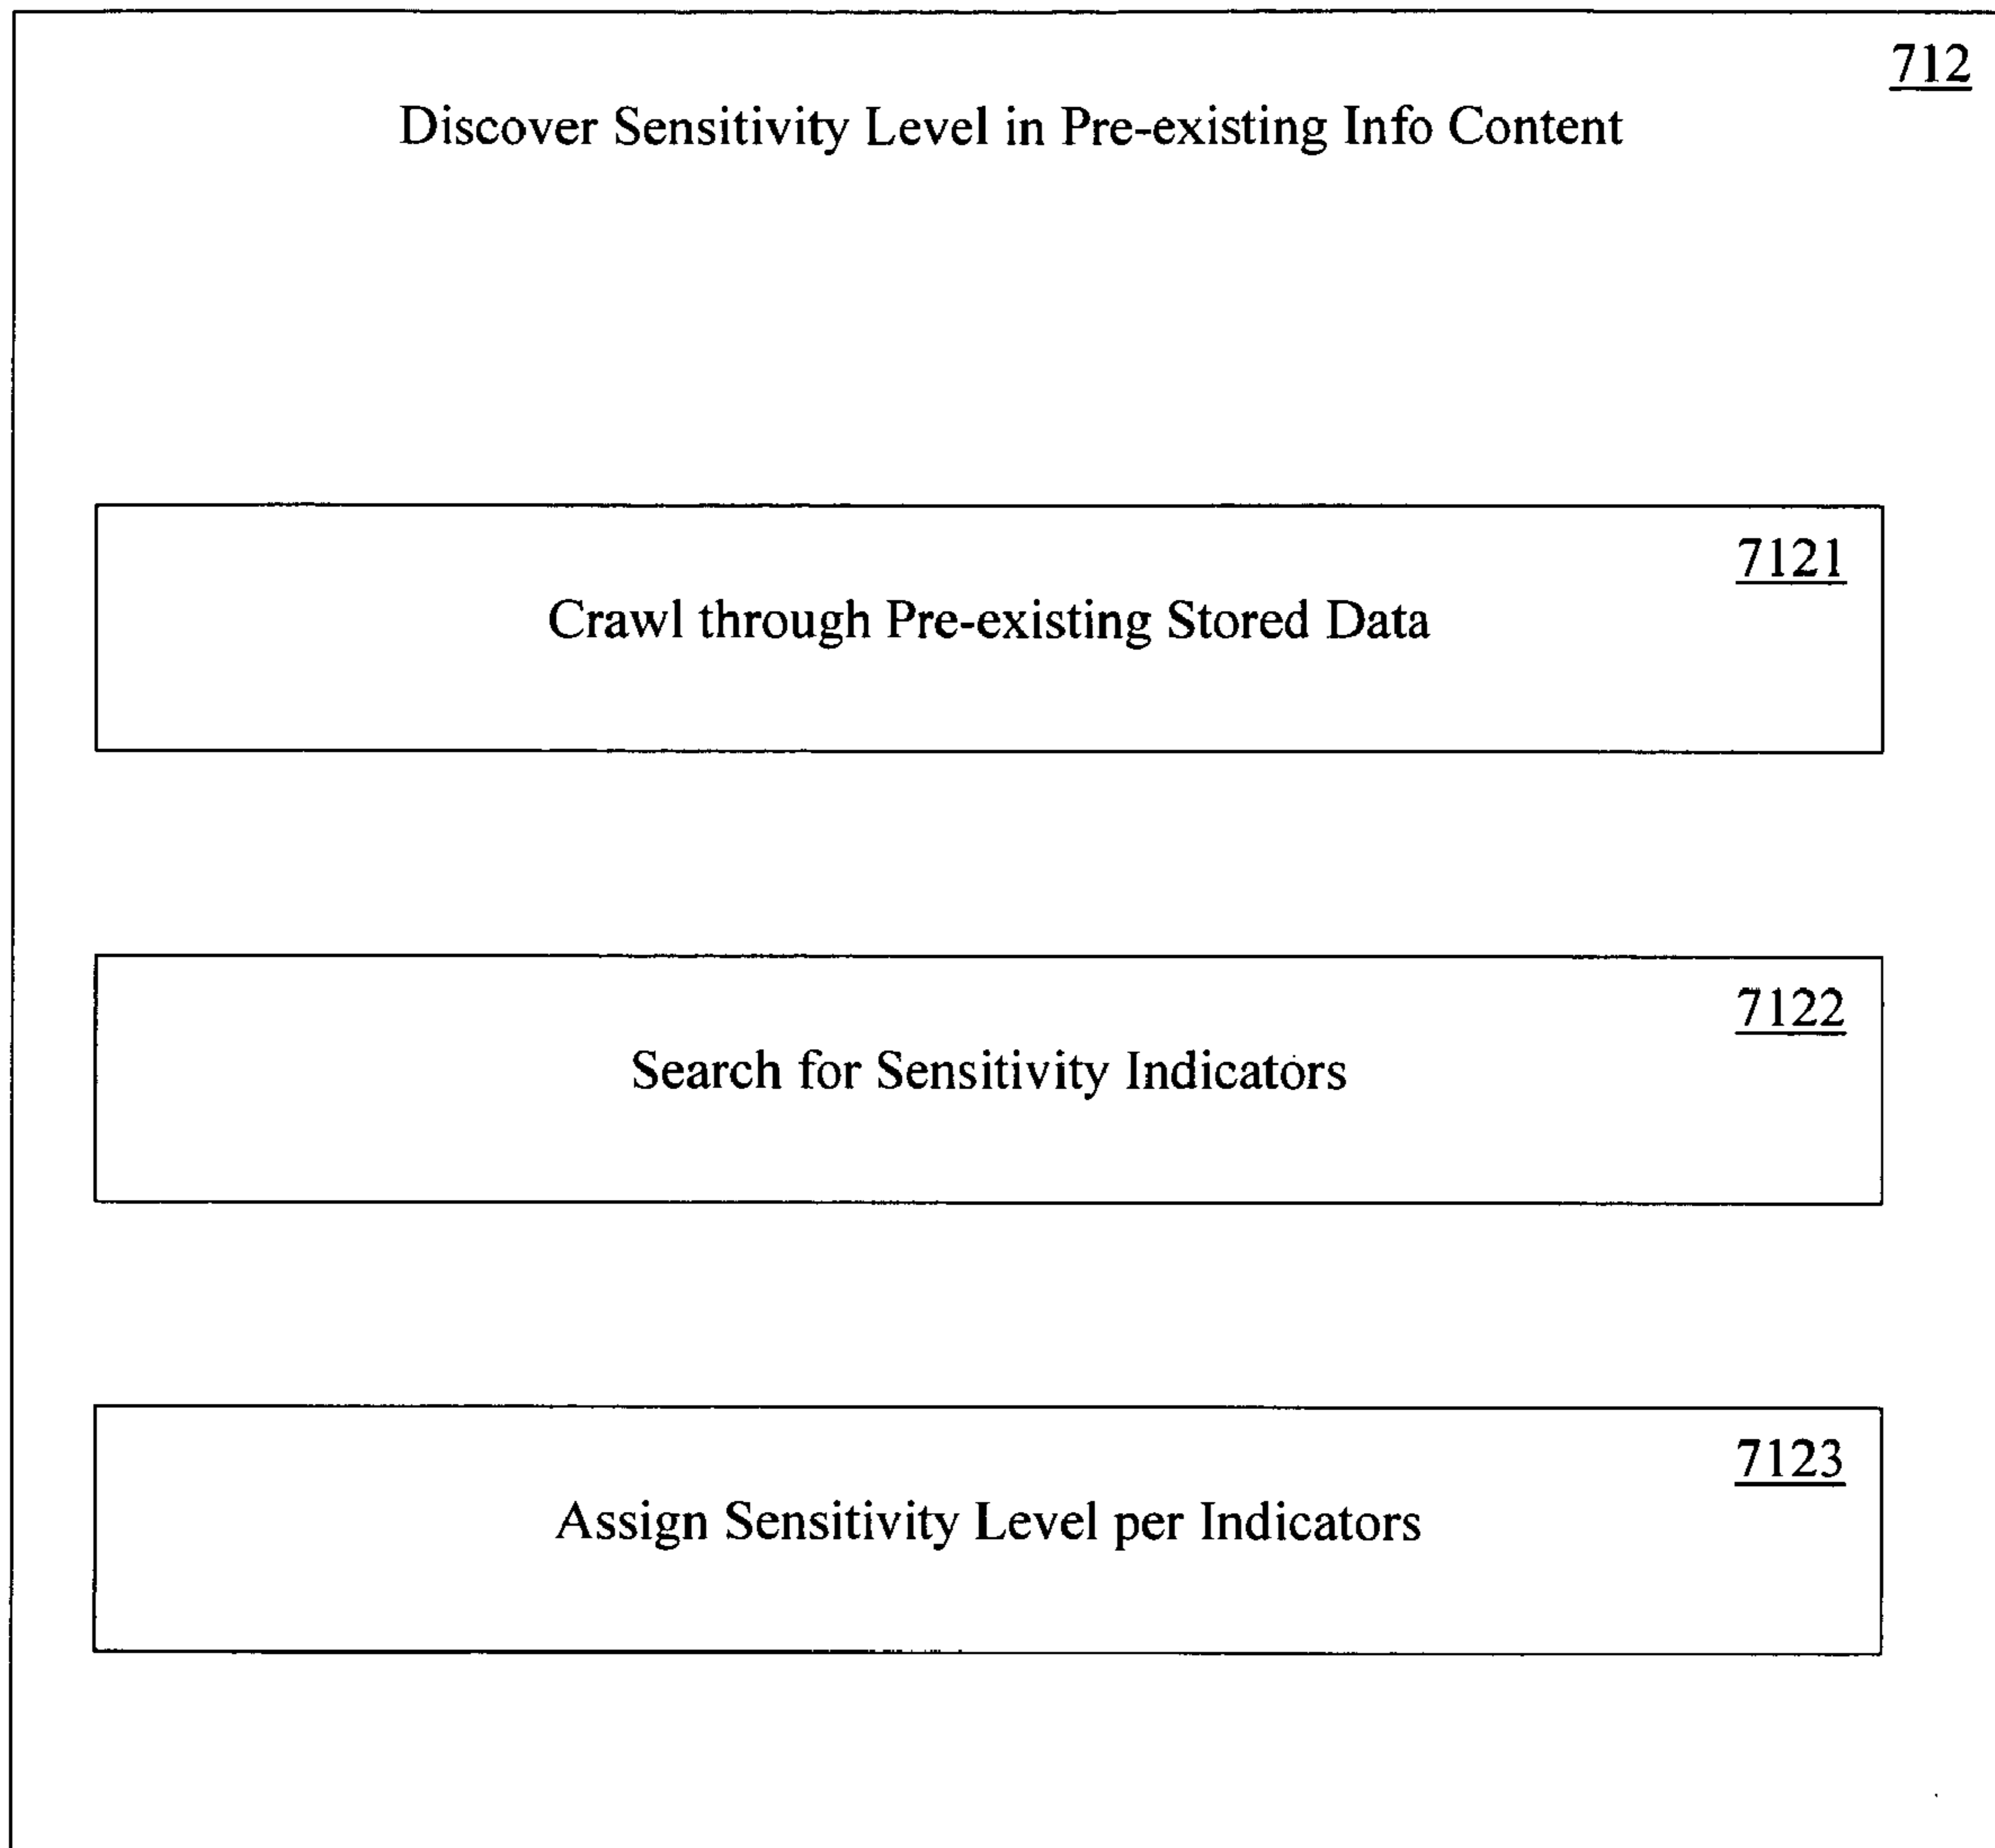 712
Discover Sensitivity Level in Pre-existing Info Content
7121
Crawl through Pre-existing Stored Data
7122
Search for Sensitivity Indicators
7123
Assign Sensitivity Level per Indicators